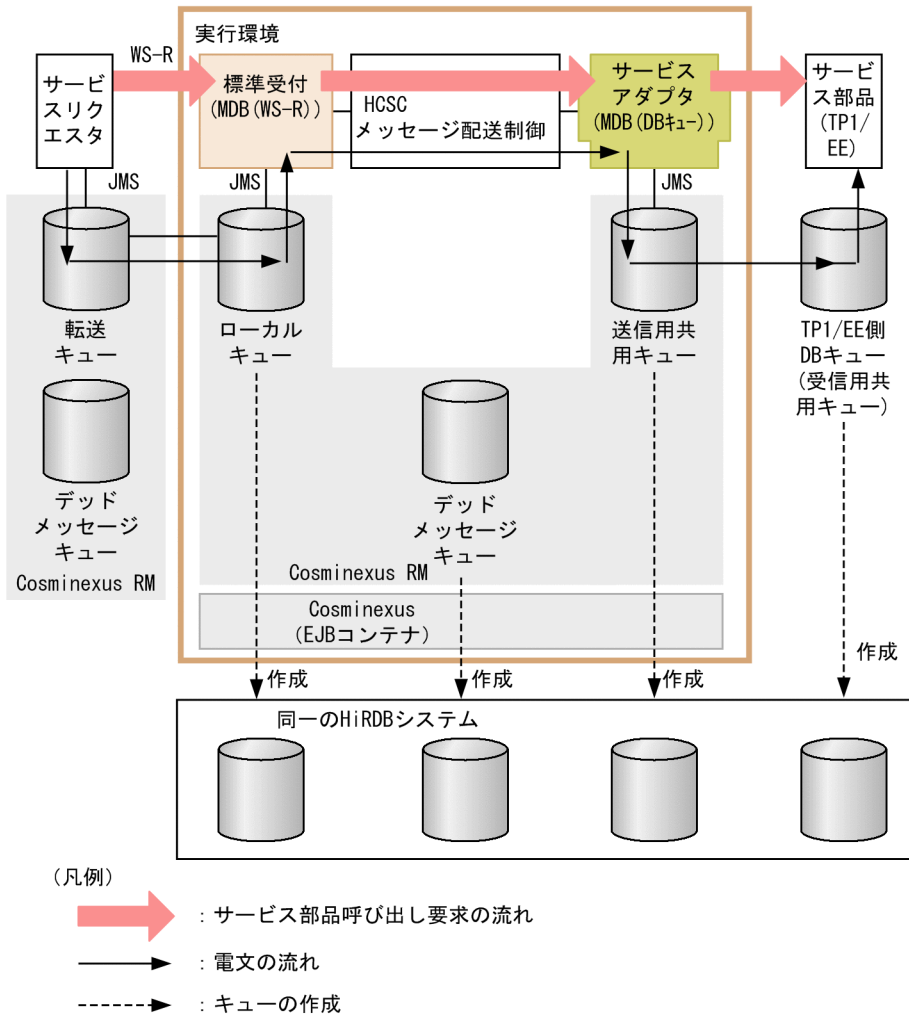 実行環境
WS-R
サービ
スリク
エスタ
標準受付
(MDB(WS-R))
HCSC
メッセージ配送制御
サービス
アダプタ
(MDB(DBｷｭｰ))
サービ
ス部品
(TP1/
EE)
JMS
JMS
JMS
転送
キュー
ローカル
キュー
送信用共
用キュー
TP1/EE側
DBキュー
(受信用共
用キュー)
デッド
メッセージ
キュー
デッド
メッセージ
キュー
Cosminexus RM
Cosminexus RM
Cosminexus
(EJBコンテナ)
作成
作成
作成
作成
同一のHiRDBシステム
(凡例)
：サービス部品呼び出し要求の流れ
：電文の流れ
：キューの作成